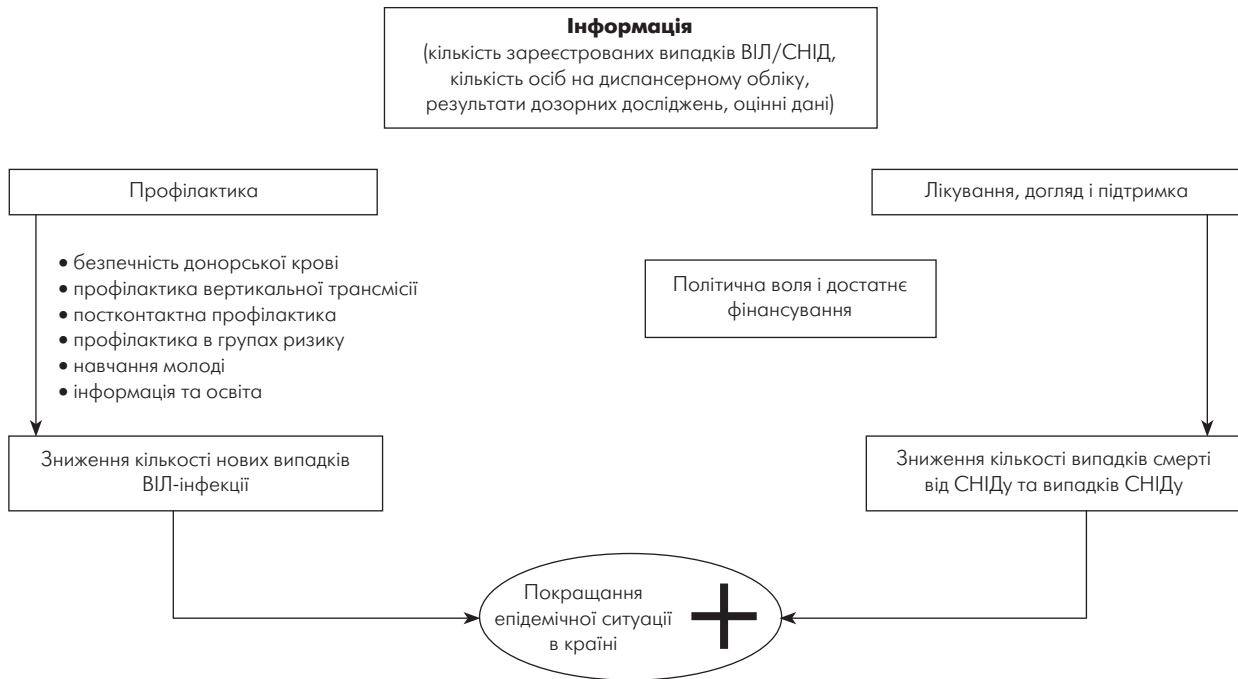 Інформація
(кількість зареєстрованих випадків ВІЛ/СНІД,
кількість осіб на диспансерному обліку,
результати дозорних досліджень, оцінні дані)
Профілактика
Лікування, догляд і підтримка
• безпечність донорської крові
• профілактика вертикальної трансмісії
• постконтактна профілактика
• профілактика в групах ризику
• навчання молоді
• інформація та освіта
Політична воля і достатнє
фінансування
Зниження кількості нових випадків
ВІЛ-інфекції
Зниження кількості випадків смерті
від СНІДу та випадків СНІДу
Покращання
епідемічної ситуації
в країні